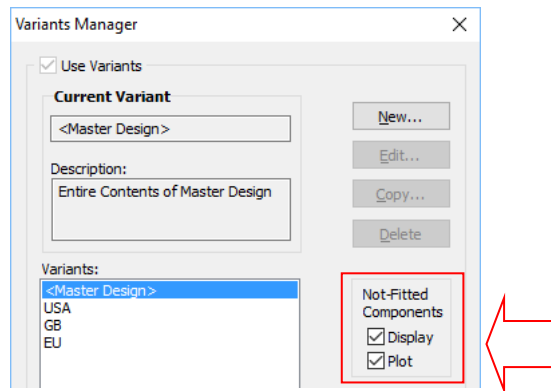 Variants Manager
Use Variants
Current Variant
<Master Design>
Description:
Entire Contents of Master Design
New...
Edit...
Copy...
Delete
Variants:
<Master Design>
USA
GB
EU
Not-Fitted
Components
Display
Plot